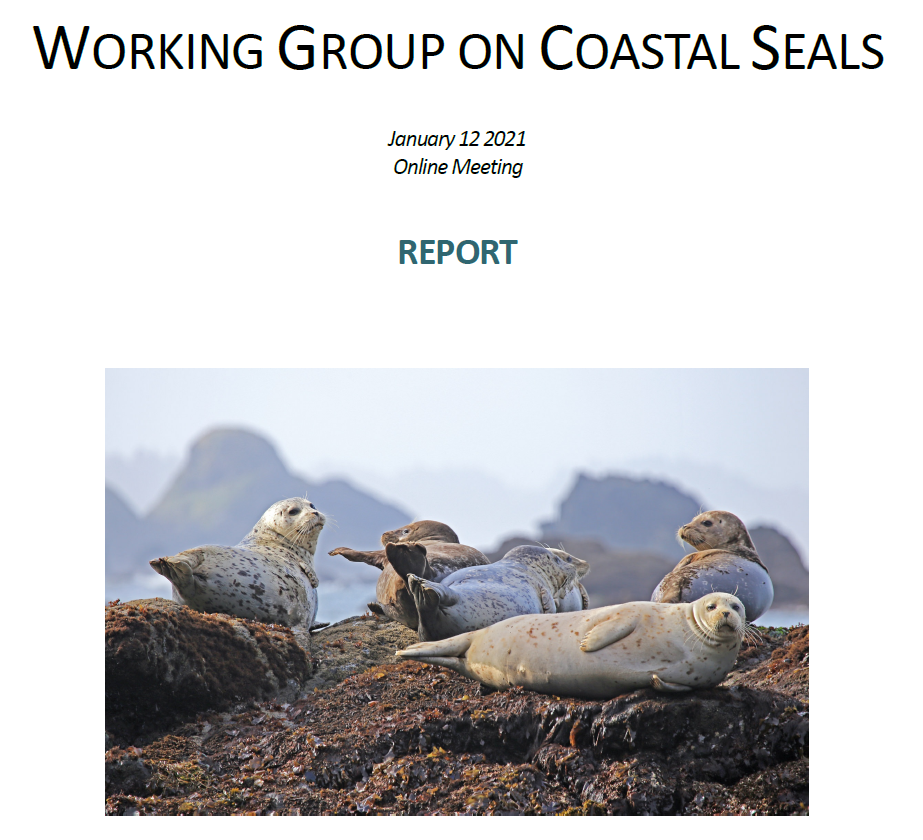 WORKING GROUP ON COASTAL SEALS
January 12 2021
Online Meeting
REPORT